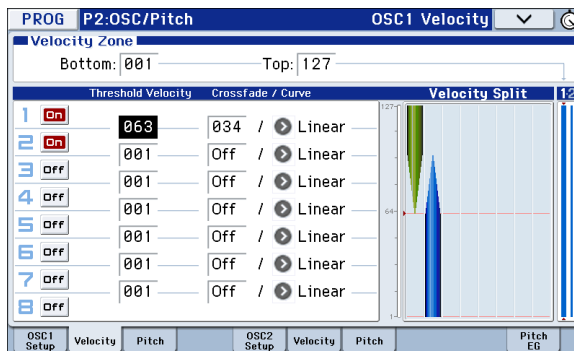 PROG P2:OSC/Pitch OSC1 Velocity
Velocity Zone
Bottom: 001 Top: 127
Threshold Velocity Crossfade / Curve Velocity Split 1-2
1 On
063 034 / Linear
2 On
001 Off / Linear
3 Off
001 Off / Linear
4 Off
001 Off / Linear
5 Off
001 Off / Linear
6 Off
001 Off / Linear
7 Off
001 Off / Linear
8 Off
127
64
1
OSC1 Setup Velocity Pitch OSC2 Setup Velocity Pitch Pitch EG